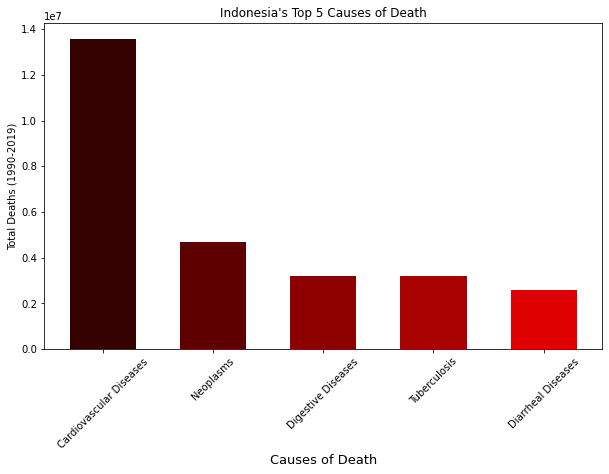 Indonesia's Top 5 Causes of Death
1e7
1.4
1.2
1.0
0.8
0.6
0.4
0.2
0.0
Total Deaths (1990-2019)
Cardiovascular Diseases
Neoplasms
Digestive Diseases
Tuberculosis
Diarrheal Diseases
Causes of Death